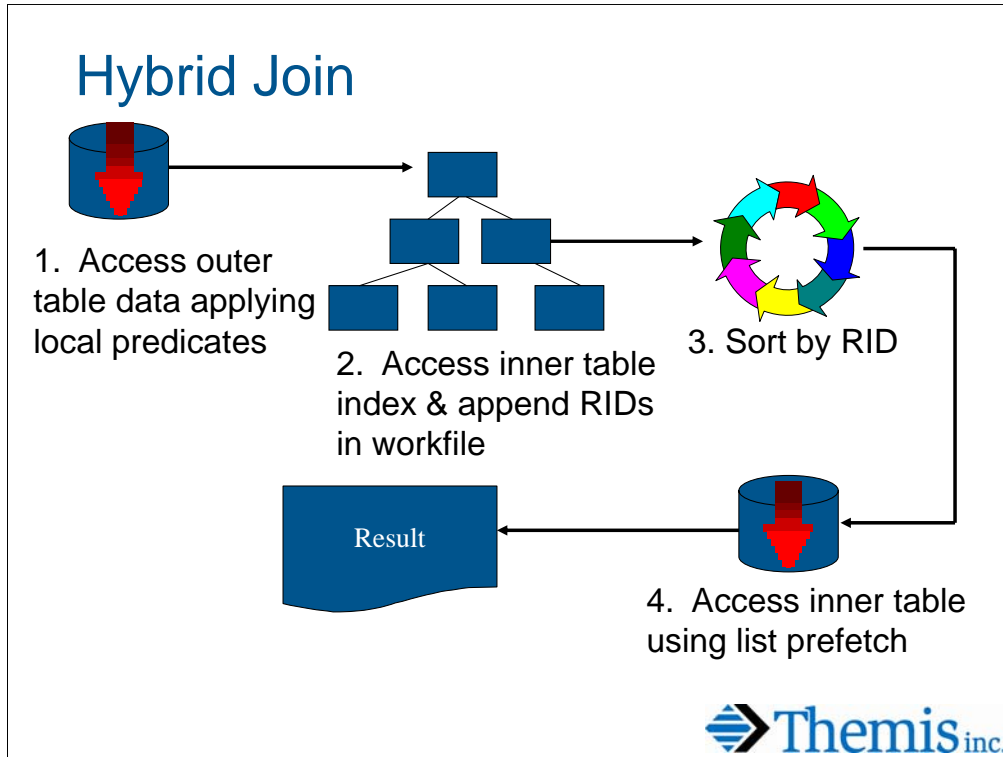 Hybrid Join
1. Access outer
table data applying
local predicates
2. Access inner table
index & append RIDs
in workfile
3. Sort by RID
Result
4. Access inner table
using list prefetch
Themis inc.